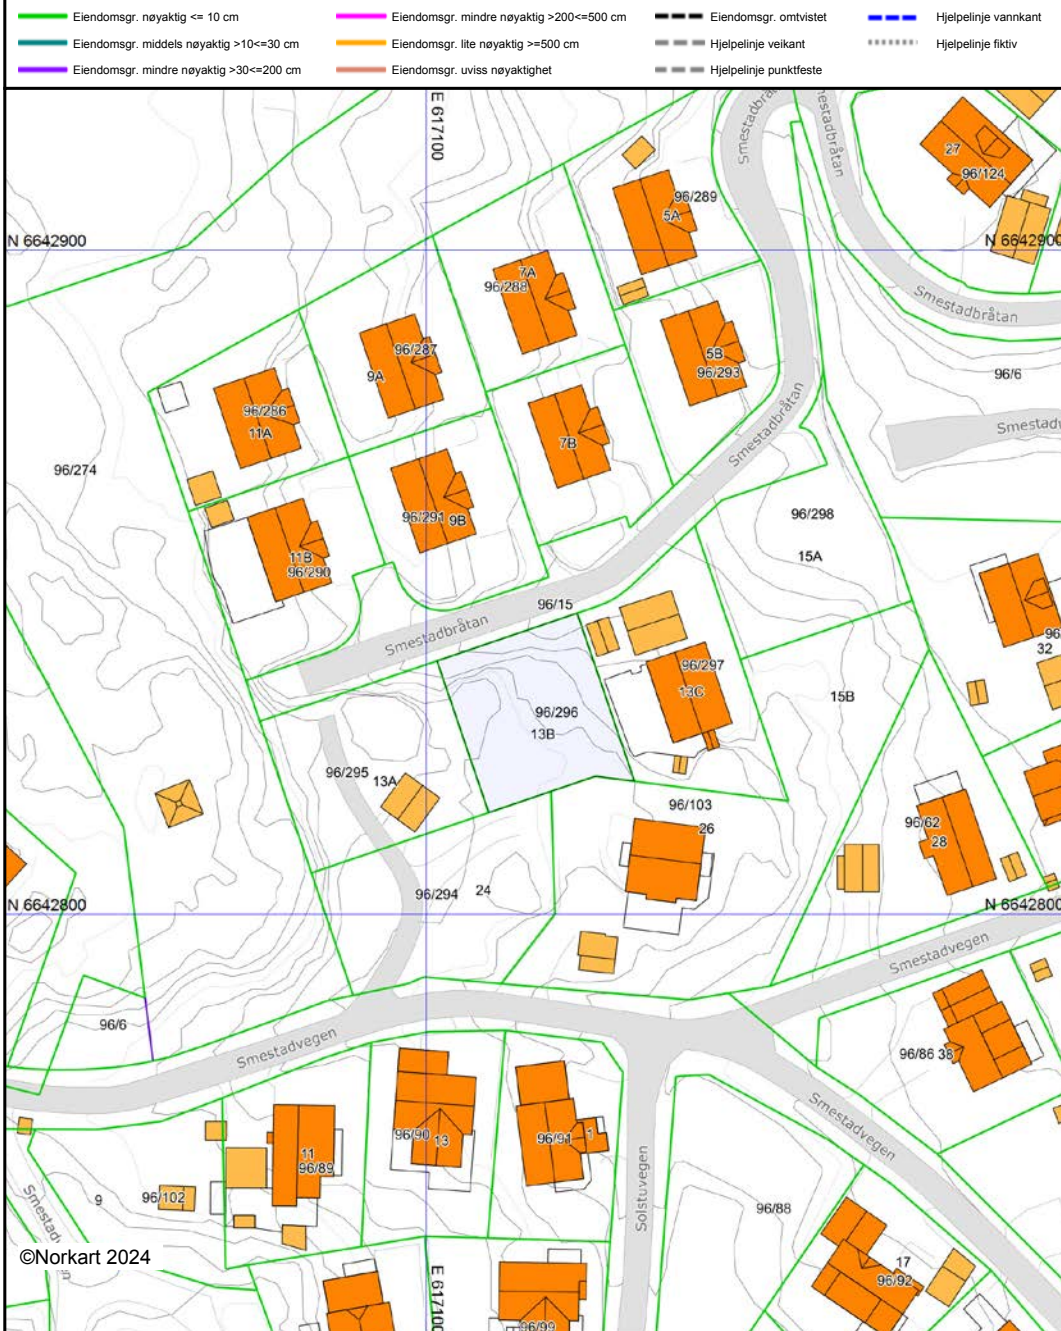 Eiendomsgr. nøyaktig <= 10 cm
Eiendomsgr. mindre nøyaktig >200<=500 cm
Eiendomsgr. omtvistet
Hjelpelinje vannkant
Eiendomsgr. middels nøyaktig >10<=30 cm
Eiendomsgr. lite nøyaktig >=500 cm
Hjelpelinje veikant
Hjelpelinje fiktiv
Eiendomsgr. mindre nøyaktig >30<=200 cm
Eiendomsgr. uviss nøyaktighet
Hjelpelinje punktfeste
E 617100
Smestadbråtan
Smestadbråtan
27
96/124
96/289
5A
N 6642900
N 6642900
7A
96/288
Smestadbråtan
96/287
9A
5B
96/293
96/6
96/286
11A
Smestadbråtan
Smestadv
7B
96/274
96/291
9B
96/298
15A
11B
96/290
96/15
Smestadbråtan
96/297
13C
96
32
15B
96/296
13B
96/295
13A
96/103
26
96/62
28
96/294
24
N 6642800
N 6642800
Smestadvegen
96/6
Smestadvegen
96/86
38
96/90
13
96/91
1
Smestadvegen
11
96/89
9
96/102
Smestadvegen
Solstuvegen
96/88
17
96/92
©Norkart 2024
E 617100
96/99